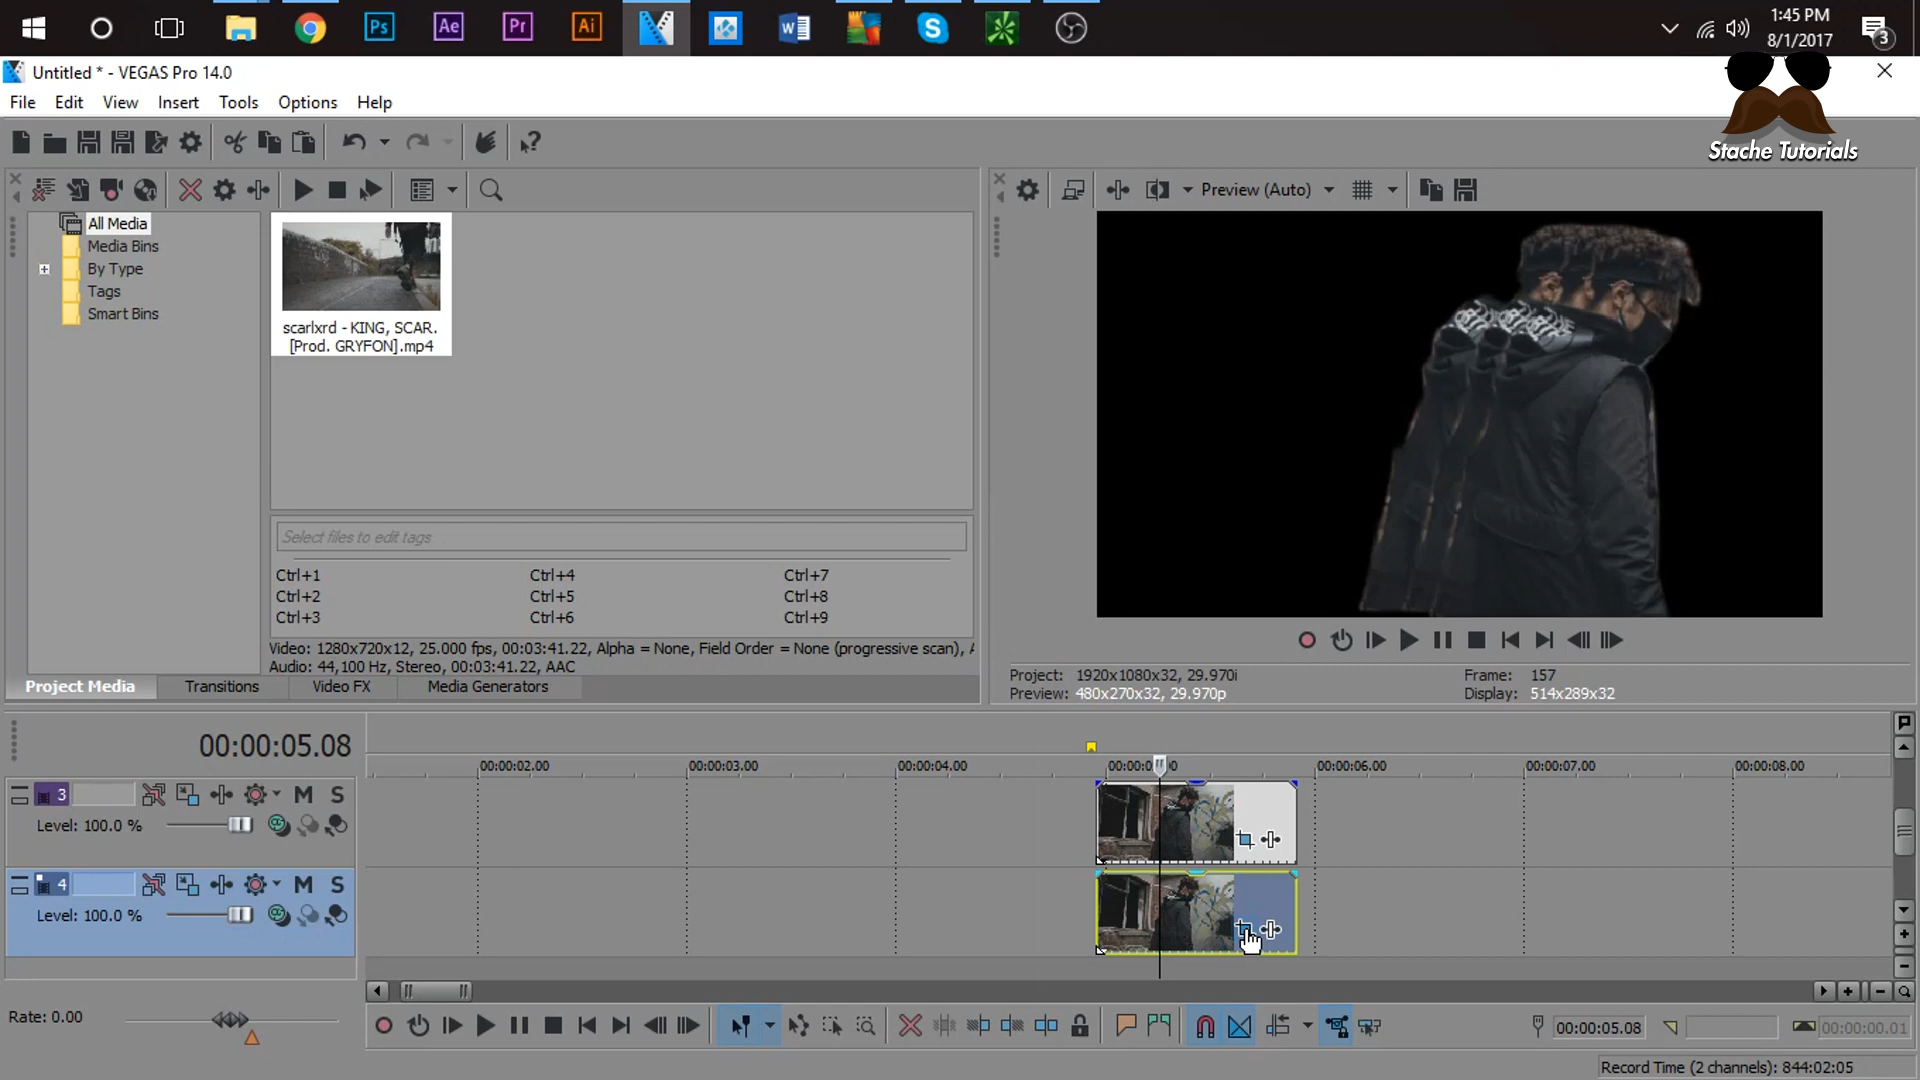 Ps
Ae
Pr
Ai
W
S
1:45 PM
8/1/2017
3
Untitled * - VEGAS Pro 14.0
File Edit View Insert Tools Options Help
Stache Tutorials
Preview (Auto)
All Media
Media Bins
By Type
Tags
Smart Bins
scarlxrd - KING, SCAR.
[Prod. GRYFON].mp4
Select files to edit tags
Ctrl+1 Ctrl+4 Ctrl+7
Ctrl+2 Ctrl+5 Ctrl+8
Ctrl+3 Ctrl+6 Ctrl+9
Video: 1280x720x12, 25.000 fps, 00:03:41.22, Alpha = None, Field Order = None (progressive scan), A
Audio: 44,100 Hz, Stereo, 00:03:41.22, AAC
Project Media Transitions Video FX Media Generators
Project: 1920x1080x32, 29.970i Frame: 157
Preview: 480x270x32, 29.970p Display: 514x289x32
00:00:05.08
00:00:02.00 00:00:03.00 00:00:04.00 00:00:06.00 00:00:07.00 00:00:08.00
3 M S
Level: 100.0 %
4 M S
Level: 100.0 %
Rate: 0.00
00:00:05.08
00:00:00.01
Record Time (2 channels): 844:02:05